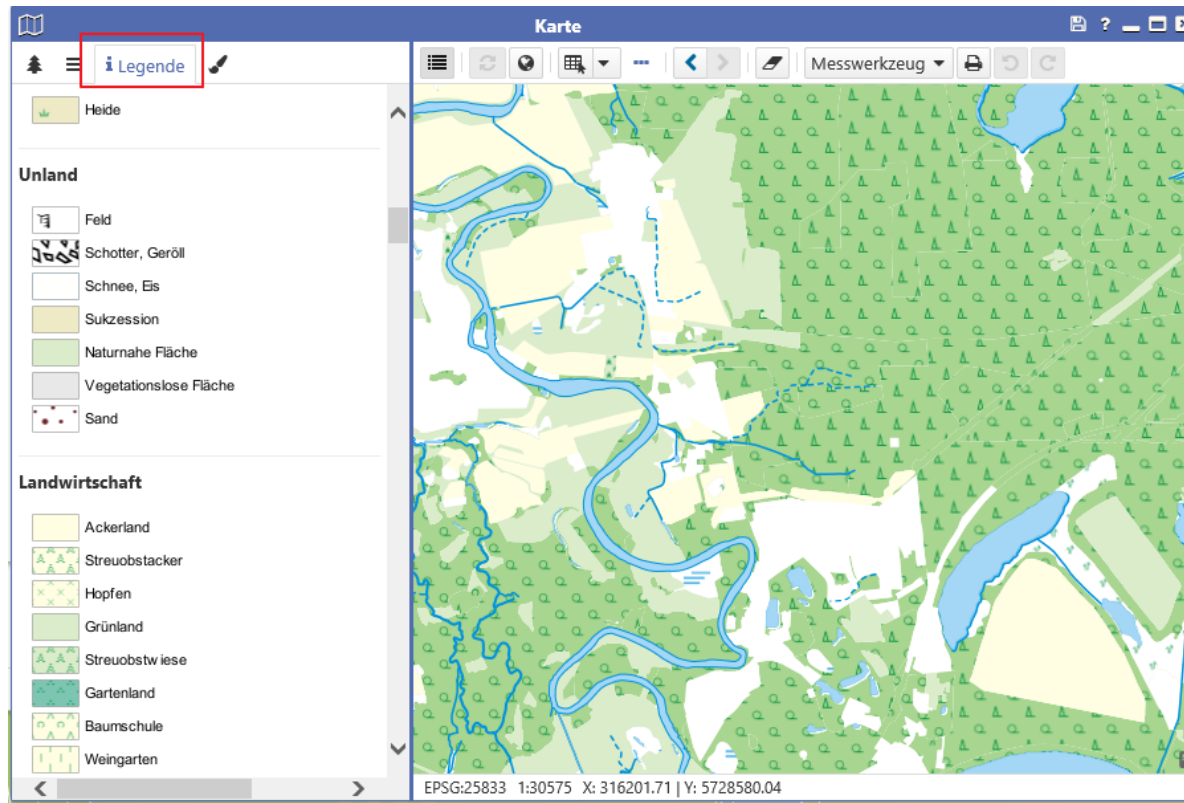 Karte
?
Legende
Messwerkzeug
Heide
Unland
Feld
Schotter, Geröll
Schnee, Eis
Sukzession
Naturnahe Fläche
Vegetationslose Fläche
Sand
Landwirtschaft
Ackerland
Streuobstacker
Hopfen
Grünland
Streuobstwiese
Gartenland
Baumschule
Weingarten
EPSG:25833 1:30575 X: 316201.71 | Y: 5728580.04